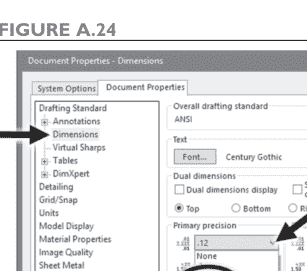 FIGURE A.24
Document Properties - Dimensions
System Options Document Properties
Drafting Standard
Annotations
Dimensions
Virtual Sharps
Tables
DimXpert
Detailing
Grid/Snap
Units
Model Display
Material Properties
Image Quality
Sheet Metal
Overall drafting standard
ANSI
Text
Font... Century Gothic
Dual dimensions
Dual dimensions display
Top Bottom
Primary precision
.12
None